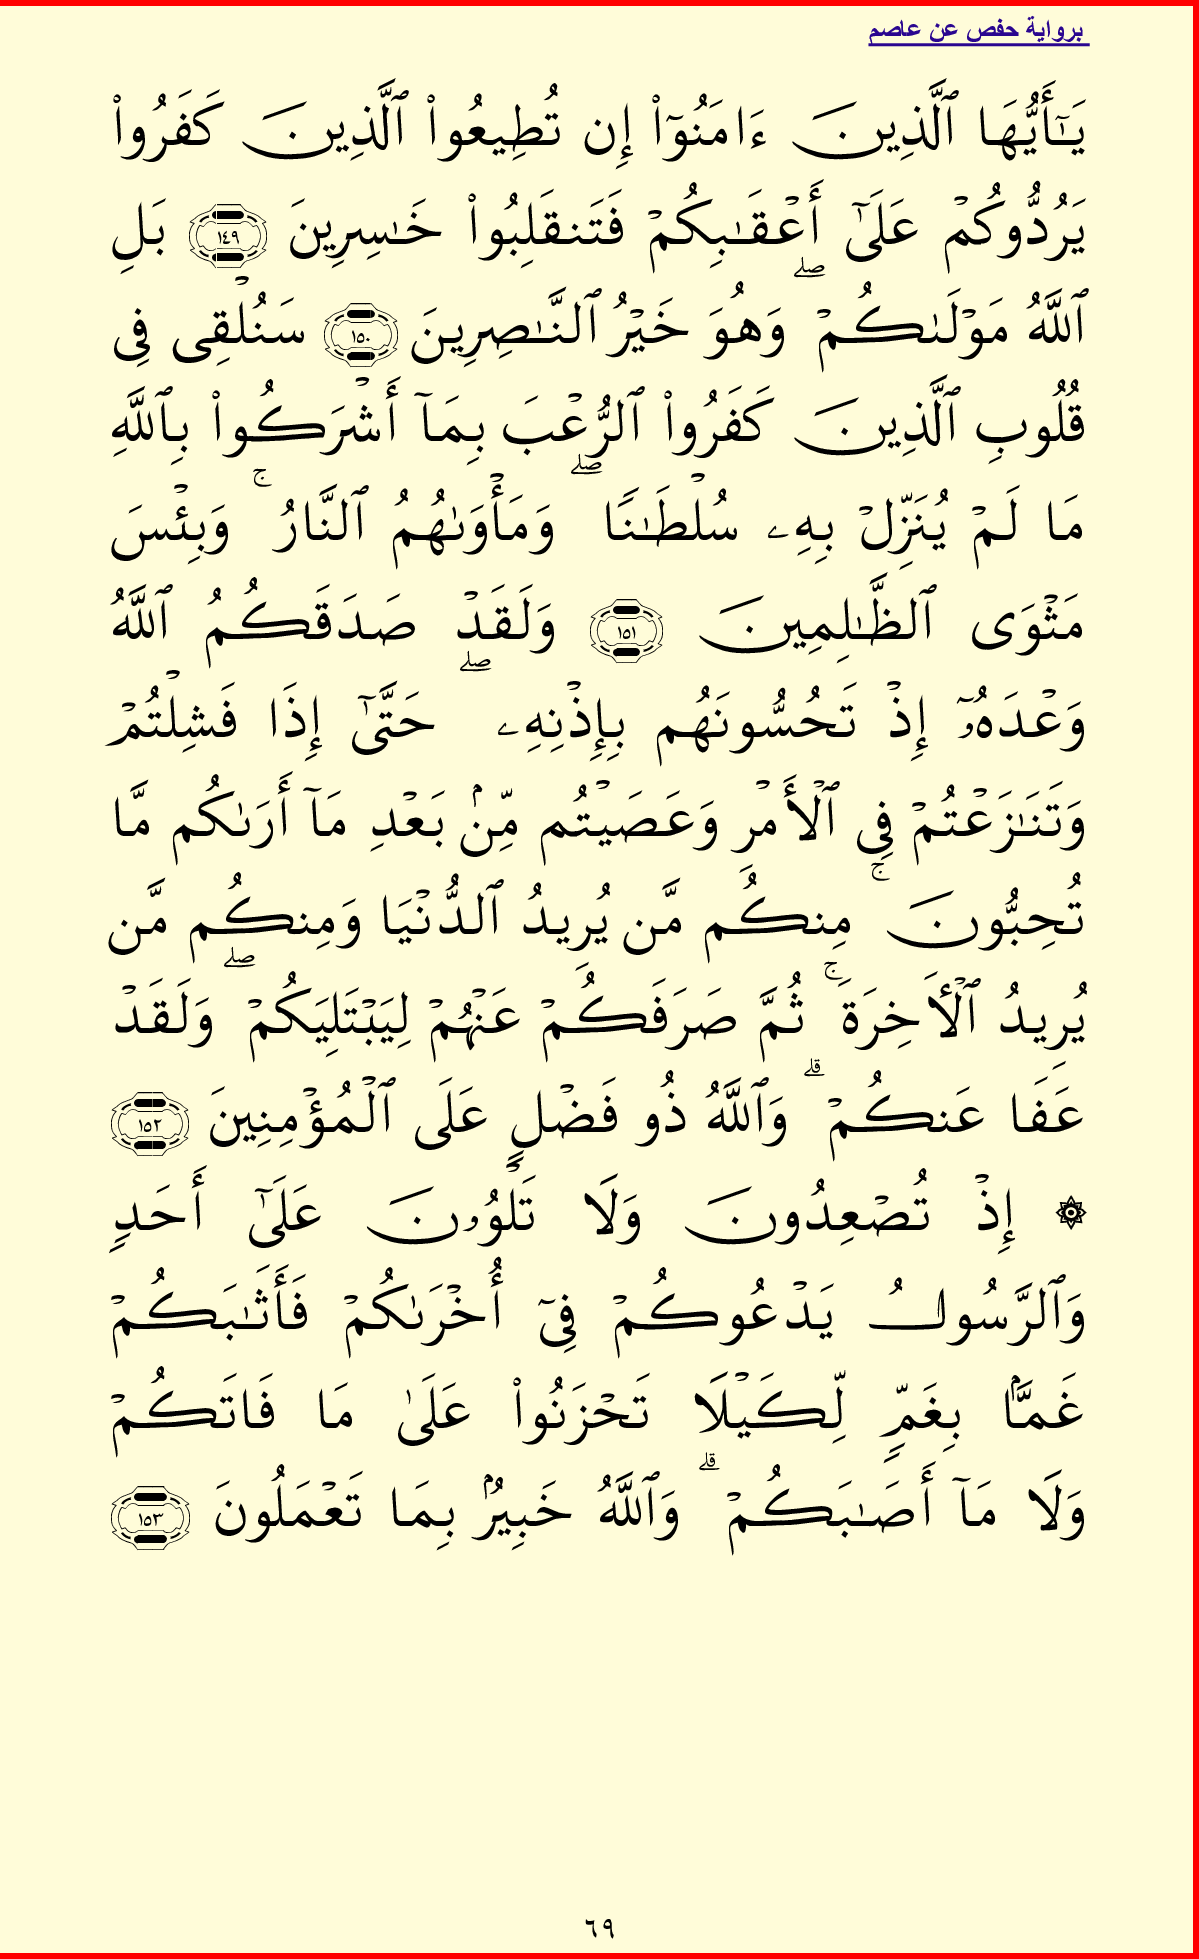 برواية حفص عن عاصم
يَـٰٓأَيُّهَا ٱلَّذِينَ ءَامَنُوٓا۟ إِن تُطِيعُوا۟ ٱلَّذِينَ كَفَرُوا۟
يَرُدُّوكُمْ عَلَىٰٓ أَعْقَـٰبِكُمْ فَتَنقَلِبُوا۟ خَـٰسِرِينَ ١٤٩ بَلِ
ٱللَّهُ مَوْلَىٰكُمْ ۖ وَهُوَ خَيْرُ ٱلنَّـٰصِرِينَ ١٥٠ سَنُلْقِى فِى
قُلُوبِ ٱلَّذِينَ كَفَرُوا۟ ٱلرُّعْبَ بِمَآ أَشْرَكُوا۟ بِٱللَّهِ
مَا لَمْ يُنَزِّلْ بِهِۦ سُلْطَـٰنًا ۖ وَمَأْوَىٰهُمُ ٱلنَّارُ ۚ وَبِئْسَ
مَثْوَى ٱلظَّـٰلِمِينَ ١٥١ وَلَقَدْ صَدَقَكُمُ ٱللَّهُ
وَعْدَهُۥٓ إِذْ تَحُسُّونَهُم بِإِذْنِهِۦ ۖ حَتَّىٰٓ إِذَا فَشِلْتُمْ
وَتَنَـٰزَعْتُمْ فِى ٱلْأَمْرِ وَعَصَيْتُم مِّنۢ بَعْدِ مَآ أَرَىٰكُم مَّا
تُحِبُّونَ ۚ مِنكُم مَّن يُرِيدُ ٱلدُّنْيَا وَمِنكُم مَّن
يُرِيدُ ٱلْـَٔاخِرَةَ ۚ ثُمَّ صَرَفَكُمْ عَنْهُمْ لِيَبْتَلِيَكُمْ ۖ وَلَقَدْ
عَفَا عَنكُمْ ۗ وَٱللَّهُ ذُو فَضْلٍ عَلَى ٱلْمُؤْمِنِينَ ١٥٢
۞ إِذْ تُصْعِدُونَ وَلَا تَلْوُۥنَ عَلَىٰٓ أَحَدٍ
وَٱلرَّسُولُ يَدْعُوكُمْ فِىٓ أُخْرَىٰكُمْ فَأَثَـٰبَكُمْ
غَمًّۢا بِغَمٍّ لِّكَيْلَا تَحْزَنُوا۟ عَلَىٰ مَا فَاتَكُمْ
وَلَا مَآ أَصَـٰبَكُمْ ۗ وَٱللَّهُ خَبِيرٌۢ بِمَا تَعْمَلُونَ ١٥٣
٦٩